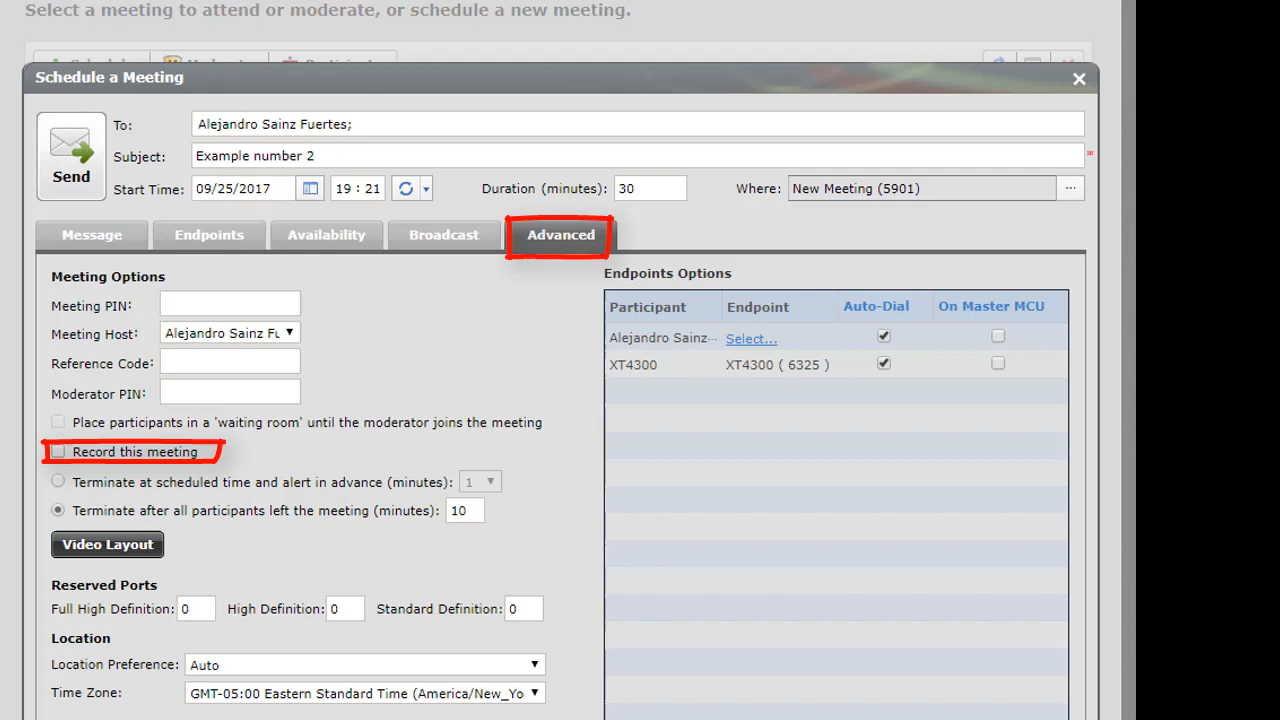 Select a meeting to attend or moderate, or schedule a new meeting.
Schedule a Meeting
To: Alejandro Sainz Fuertes;
Send
Subject: Example number 2 *
Start Time: 09/25/2017 19 : 21 Duration (minutes): 30 Where: New Meeting (5901) ...
Message Endpoints Availability Broadcast Advanced
Meeting Options
Meeting PIN:
Meeting Host: Alejandro Sainz Fu
Reference Code:
Moderator PIN:
Place participants in a 'waiting room' until the moderator joins the meeting
Record this meeting
Terminate at scheduled time and alert in advance (minutes): 1
Terminate after all participants left the meeting (minutes): 10
Video Layout
Reserved Ports
Full High Definition: 0 High Definition: 0 Standard Definition: 0
Location
Location Preference: Auto
Time Zone: GMT-05:00 Eastern Standard Time (America/New_Yo
Endpoints Options
Participant Endpoint Auto-Dial On Master MCU
Alejandro Sainz... Select...
XT4300 XT4300 ( 6325 )